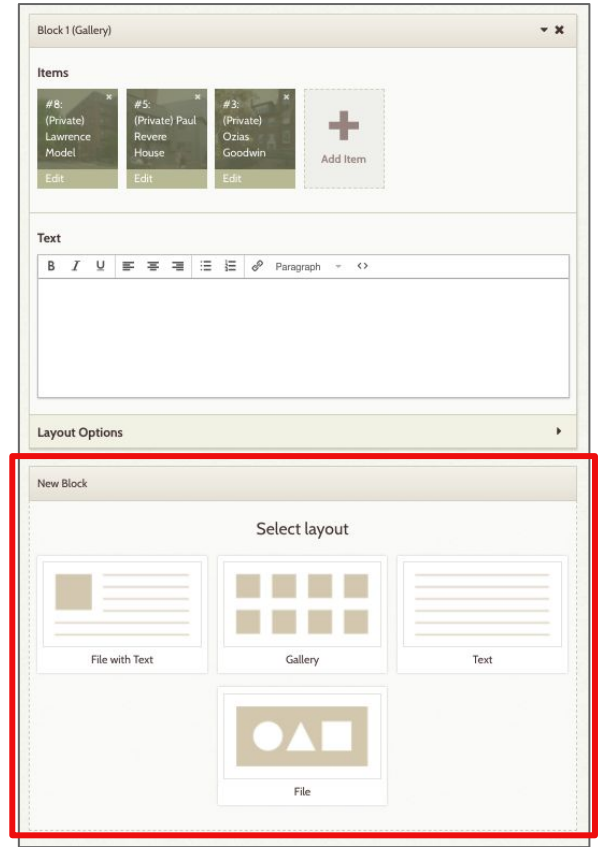 Block 1 (Gallery)
Items
#8:
(Private)
Lawrence
Model
Edit
#5:
(Private) Paul
Revere
House
Edit
#3:
(Private)
Ozias
Goodwin
Edit
Add Item
Text
B I U Paragraph <>
Layout Options
New Block
Select layout
File with Text
Gallery
Text
File